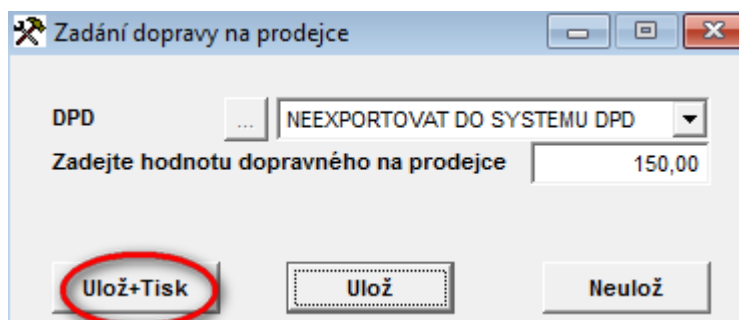 Zadání dopravy na prodejce
DPD ... NEEXPORTOVAT DO SYSTEMU DPD
Zadejte hodnotu dopravného na prodejce 150,00
Ulož+Tisk Ulož Neulož